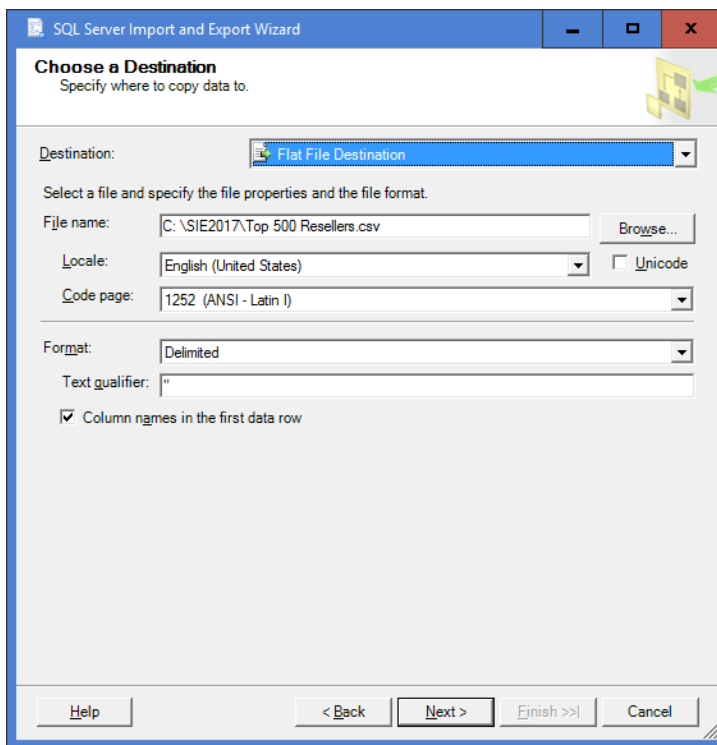 SQL Server Import and Export Wizard
Choose a Destination
Specify where to copy data to.
Destination: Flat File Destination
Select a file and specify the file properties and the file format.
File name: C: \SIE2017\Top 500 Resellers.csv Browse...
Locale: English (United States) Unicode
Code page: 1252 (ANSI - Latin I)
Format: Delimited
Text qualifier: "
Column names in the first data row
Help < Back Next > Finish >>| Cancel